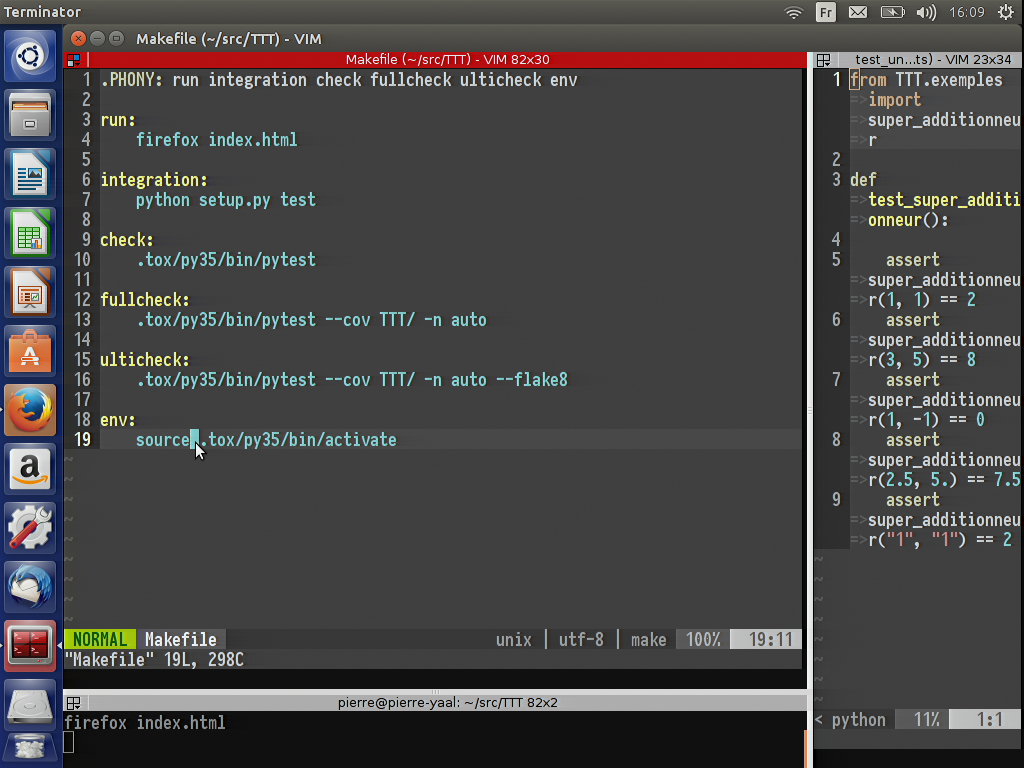 Terminator
Fr
16:09
Makefile (~/src/TTT) - VIM
Makefile (~/src/TTT) - VIM 82x30
1 .PHONY: run integration check fullcheck ulticheck env
2
3 run:
4 firefox index.html
5
6 integration:
7 python setup.py test
8
9 check:
10 .tox/py35/bin/pytest
11
12 fullcheck:
13 .tox/py35/bin/pytest --cov TTT/ -n auto
14
15 ulticheck:
16 .tox/py35/bin/pytest --cov TTT/ -n auto --flake8
17
18 env:
19 source .tox/py35/bin/activate
~
~
~
~
~
~
~
~
~
NORMAL Makefile unix | utf-8 | make 100% 19:11
"Makefile" 19L, 298C
pierre@pierre-yaal: ~/src/TTT 82x2
firefox index.html
test_un...ts) - VIM 23x34
1 from TTT.exemples
=>import
=>super_additionneu
=>r
2
3 def
=>test_super_additi
=>onneur():
4
5 assert
=>super_additionneu
=>r(1, 1) == 2
6 assert
=>super_additionneu
=>r(3, 5) == 8
7 assert
=>super_additionneu
=>r(1, -1) == 0
8 assert
=>super_additionneu
=>r(2.5, 5.) == 7.5
9 assert
=>super_additionneu
=>r("1", "1") == 2
~
~
~
~
~
~
~
~
< python 11% 1:1